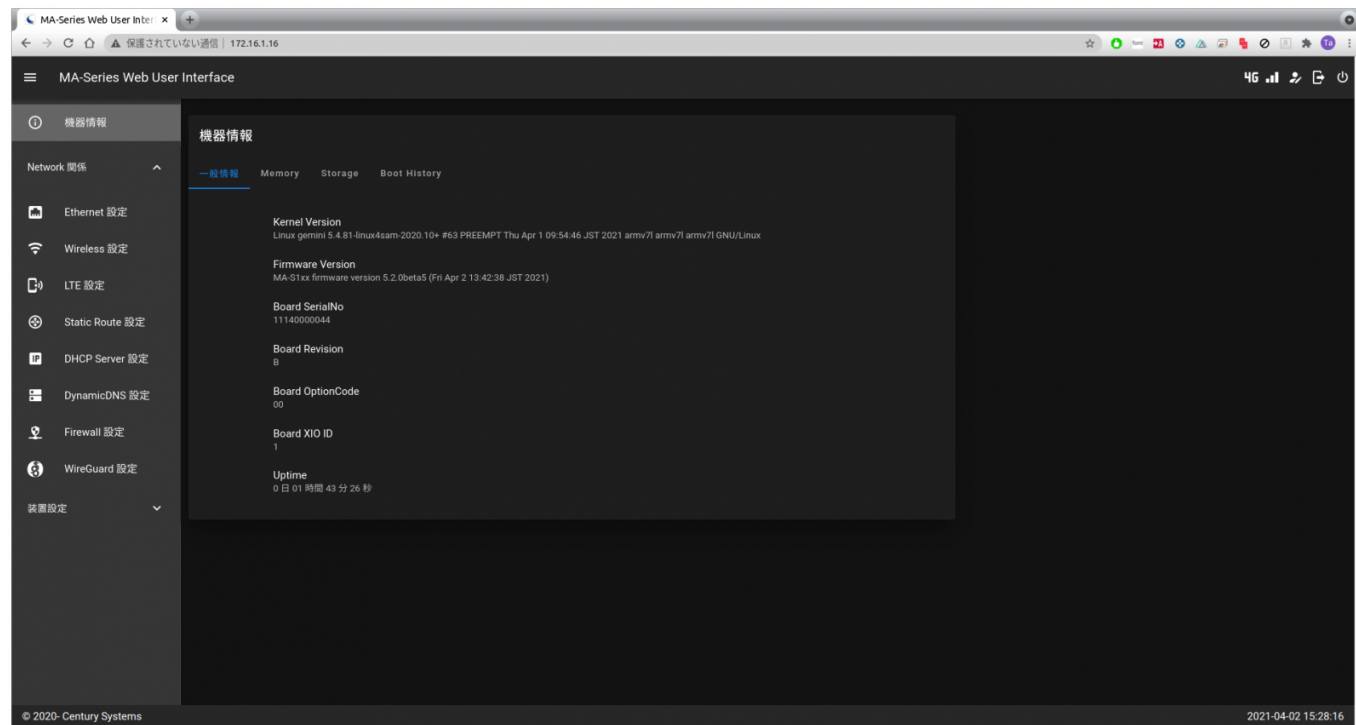 MA-Series Web User Inter
保護されていない通信 | 172.16.1.16
MA-Series Web User Interface
4G
機器情報
Network 関係
Ethernet 設定
Wireless 設定
LTE 設定
Static Route 設定
DHCP Server 設定
DynamicDNS 設定
Firewall 設定
WireGuard 設定
装置設定
機器情報
一般情報 Memory Storage Boot History
Kernel Version
Linux gemini 5.4.81-linux4sam-2020.10+ #63 PREEMPT Thu Apr 1 09:54:46 JST 2021 armv7l armv7l armv7l GNU/Linux
Firmware Version
MA-S1xx firmware version 5.2.0beta5 (Fri Apr 2 13:42:38 JST 2021)
Board SerialNo
11140000044
Board Revision
B
Board OptionCode
00
Board XIO ID
1
Uptime
0 日 01 時間 43 分 26 秒
© 2020- Century Systems
2021-04-02 15:28:16